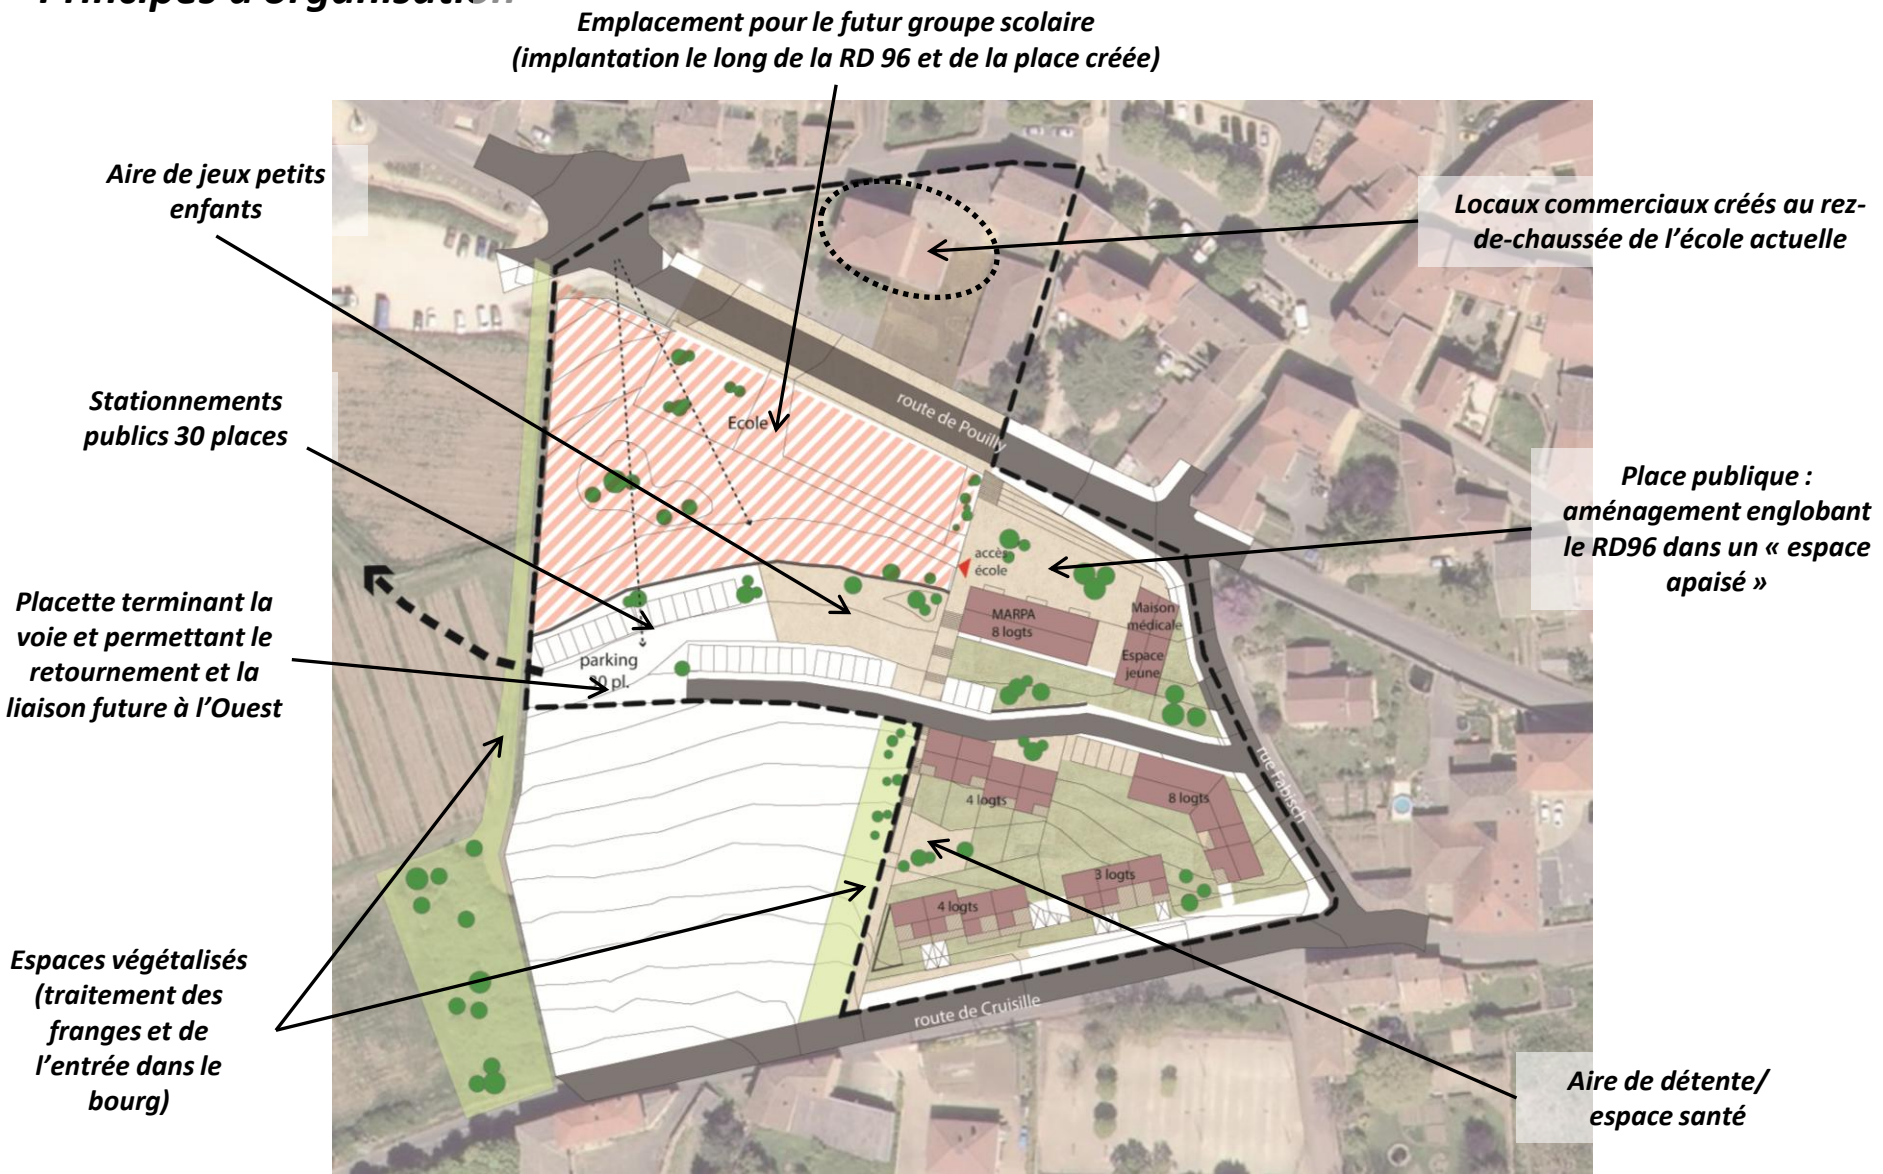 Principes d'organisation
Emplacement pour le futur groupe scolaire
(implantation le long de la RD 96 et de la place créée)
Aire de jeux petits
enfants
Locaux commerciaux créés au rez-
de-chaussée de l'école actuelle
Stationnements
publics 30 places
Ecole
route de Pouilly
Place publique :
aménagement englobant
le RD96 dans un « espace
apaisé »
accès
école
Placette terminant la
voie et permettant le
retournement et la
liaison future à l'Ouest
MARPA
8 logts
Maison
médicale
Espace
jeune
parking
30 pl.
rue Fabisch
4 logts
8 logts
3 logts
4 logts
Espaces végétalisés
(traitement des
franges et de
l'entrée dans le
bourg)
route de Cruisille
Aire de détente/
espace santé